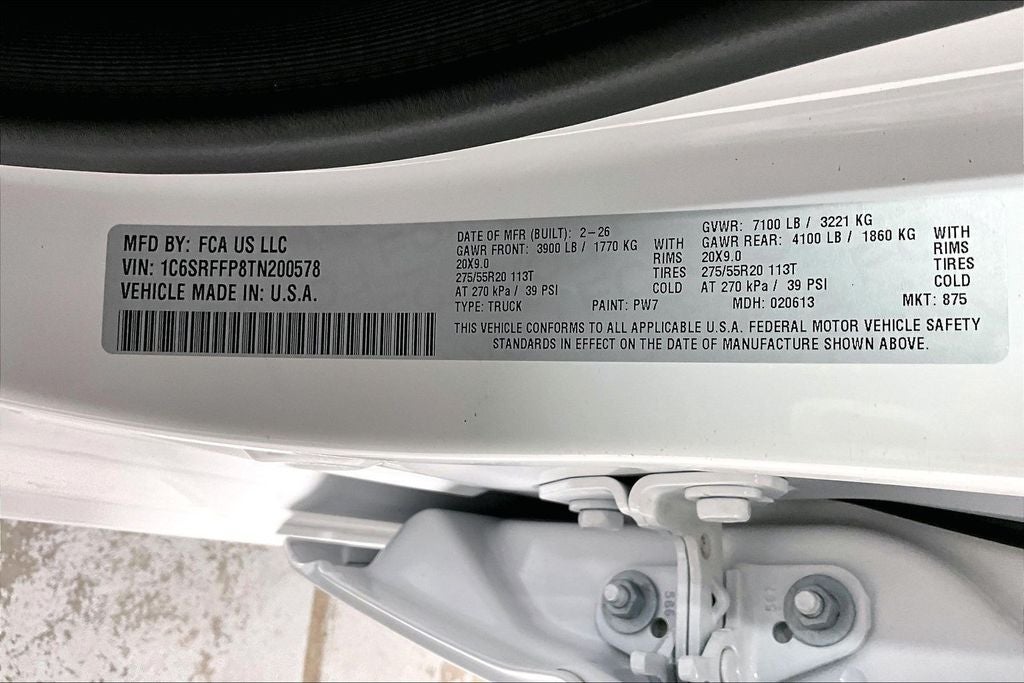 MFD BY: FCA US LLC
VIN: 1C6SRFFP8TN200578
VEHICLE MADE IN: U.S.A.
DATE OF MFR (BUILT): 2-26
GAWR FRONT: 3900 LB / 1770 KG WITH
20X9.0 RIMS
275/55R20 113T TIRES
AT 270 kPa / 39 PSI COLD
TYPE: TRUCK
GVWR: 7100 LB / 3221 KG
GAWR REAR: 4100 LB / 1860 KG WITH
20X9.0 RIMS
275/55R20 113T TIRES
AT 270 kPa / 39 PSI COLD
PAINT: PW7 MDH: 020613 MKT: 875
THIS VEHICLE CONFORMS TO ALL APPLICABLE U.S.A. FEDERAL MOTOR VEHICLE SAFETY
STANDARDS IN EFFECT ON THE DATE OF MANUFACTURE SHOWN ABOVE.